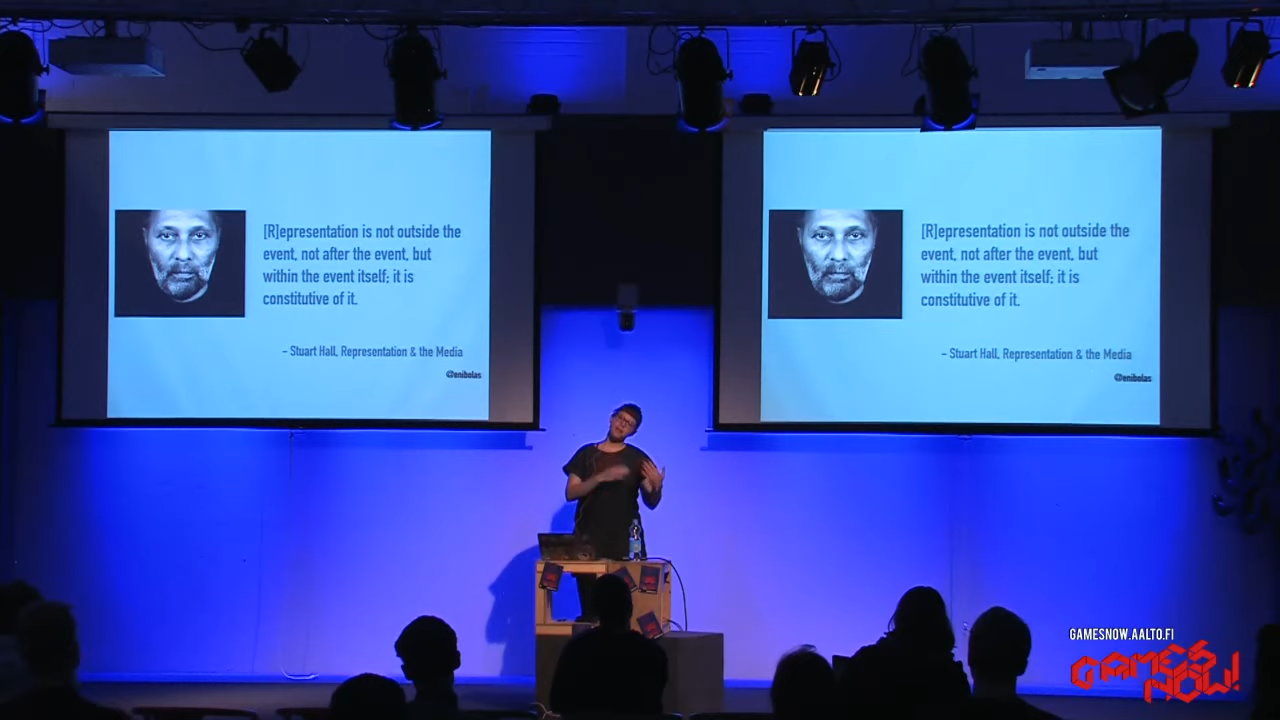 [R]epresentation is not outside the
event, not after the event, but
within the event itself; it is
constitutive of it.
– Stuart Hall, Representation & the Media
@enibolas
[R]epresentation is not outside the
event, not after the event, but
within the event itself; it is
constitutive of it.
– Stuart Hall, Representation & the Media
@enibolas
GAMESNOW.AALTO.FI
GAMES
NOW!